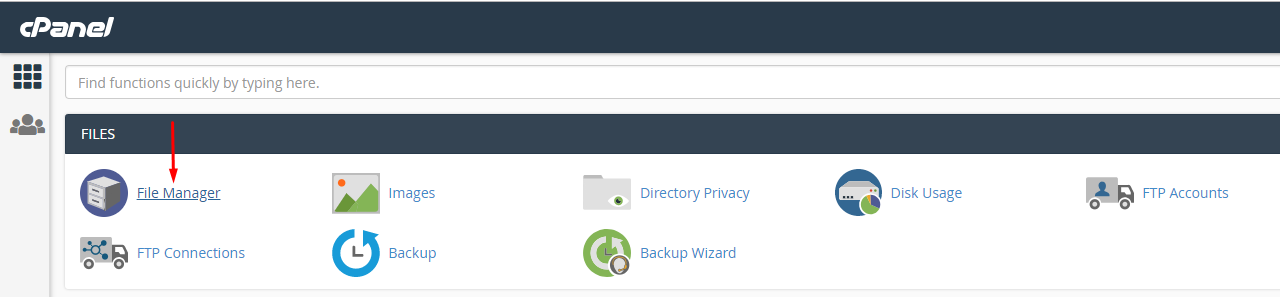 cPanel
Find functions quickly by typing here.
FILES
File Manager
Images
Directory Privacy
Disk Usage
FTP Accounts
FTP Connections
Backup
Backup Wizard